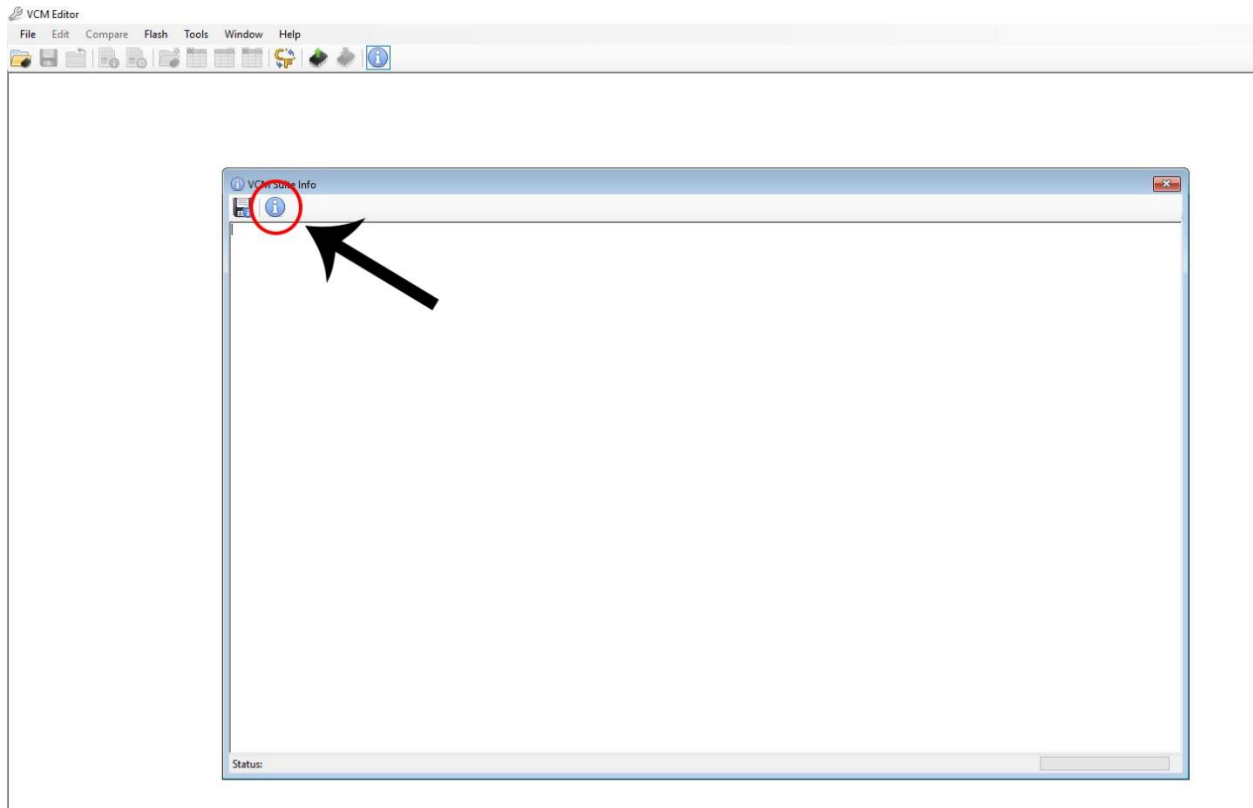 VCM Editor
File Edit Compare Flash Tools Window Help
VCM Suite Info
Status: